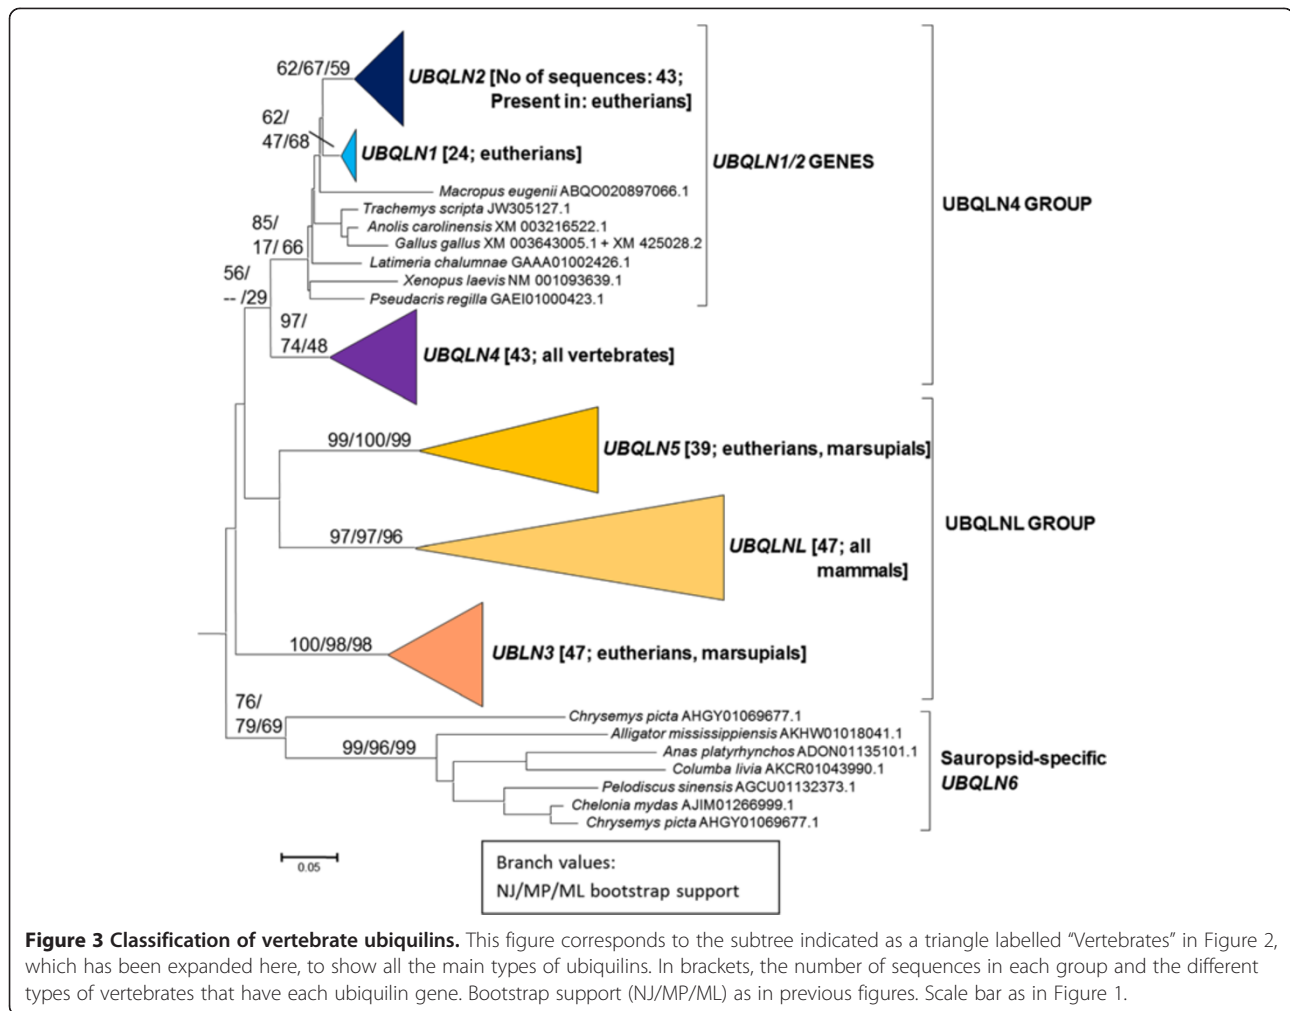 62/67/59
UBQLN2 [No of sequences: 43;
Present in: eutherians]
62/
47/68
UBQLN1 [24; eutherians]
UBQLN1/2 GENES
Macropus eugenii ABQO020897066.1
Trachemys scripta JW305127.1
Anolis carolinensis XM 003216522.1
Gallus gallus XM 003643005.1 + XM 425028.2
Latimeria chalumnae GAAA01002426.1
Xenopus laevis NM 001093639.1
Pseudacris regilla GAEI01000423.1
UBQLN4 GROUP
85/
17/ 66
56/
-- /29
97/
74/48
UBQLN4 [43; all vertebrates]
99/100/99
UBQLN5 [39; eutherians, marsupials]
97/97/96
UBQLNL [47; all
mammals]
UBQLNL GROUP
100/98/98
UBLN3 [47; eutherians, marsupials]
76/
79/69
99/96/99
Chrysemys picta AHGY01069677.1
Alligator mississippiensis AKHW01018041.1
Anas platyrhynchos ADON01135101.1
Columba livia AKCR01043990.1
Pelodiscus sinensis AGCU01132373.1
Chelonia mydas AJIM01266999.1
Chrysemys picta AHGY01069677.1
Sauropsid-specific
UBQLN6
0.05
Branch values:
NJ/MP/ML bootstrap support
Figure 3 Classification of vertebrate ubiquilins. This figure corresponds to the subtree indicated as a triangle labelled “Vertebrates” in Figure 2,
which has been expanded here, to show all the main types of ubiquilins. In brackets, the number of sequences in each group and the different
types of vertebrates that have each ubiquilin gene. Bootstrap support (NJ/MP/ML) as in previous figures. Scale bar as in Figure 1.